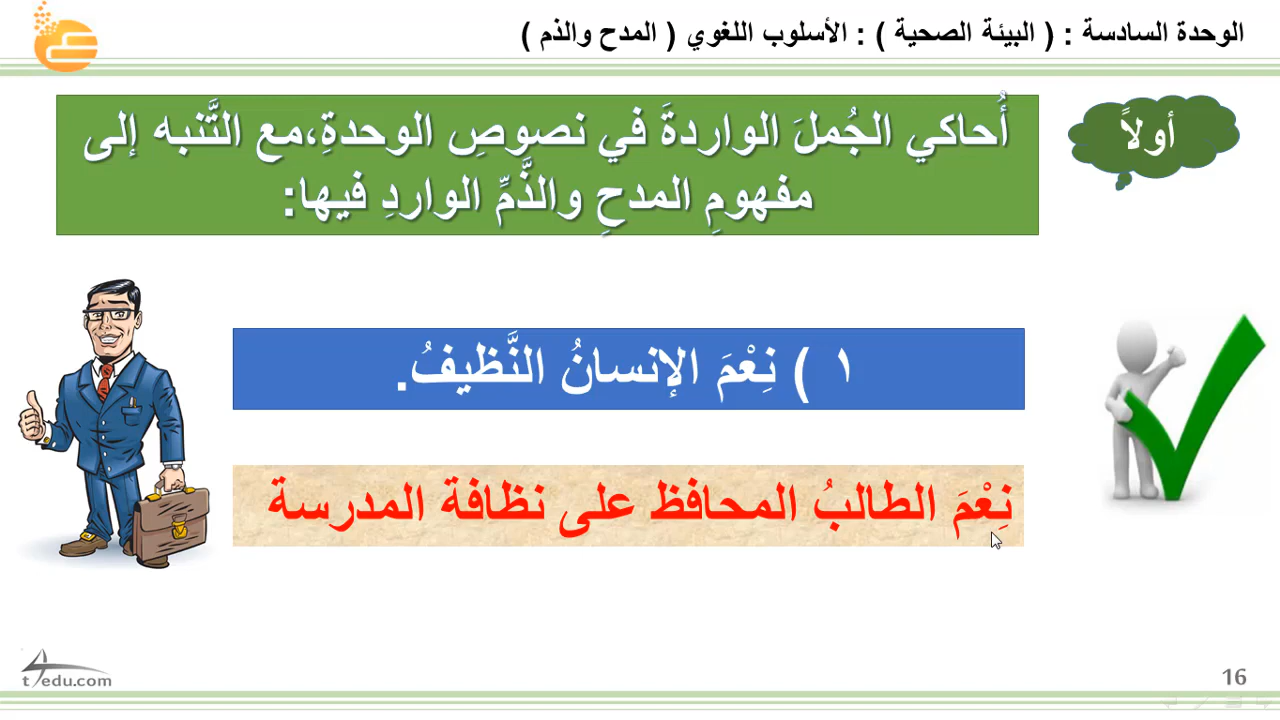 الوحدة السادسة : ( البيئة الصحية ) : الأسلوب اللغوي ( المدح والذم )
أولاً
أُحاكي الجُملَ الواردةَ في نصوصِ الوحدةِ،مع التَّنبه إلى
مفهومِ المدحِ والذَّمِّ الواردِ فيها:
١ ) نِعْمَ الإنسانُ النَّظيفُ.
نِعْمَ الطالبُ المحافظ على نظافة المدرسة
t4edu.com
16